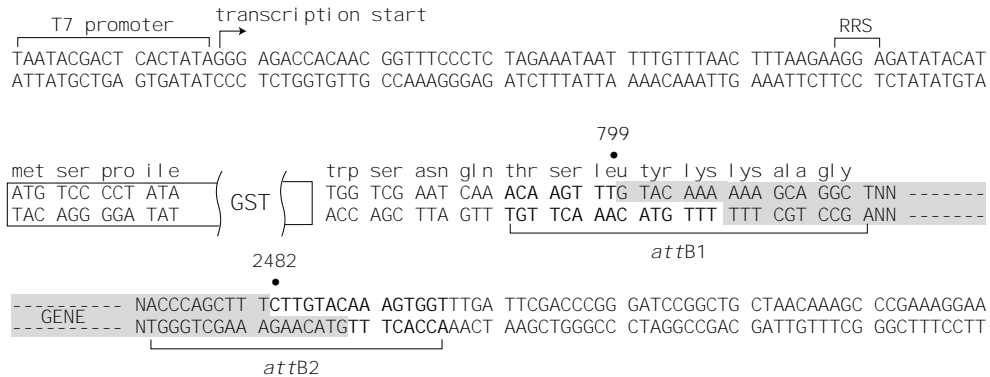 T7 promoter transcription start RRS
TAATACGACT CACTATAGGG AGACCACAAC GGTTTCCCTC TAGAAATAAT TTTGTTTAAC TTTAAGAAGG AGATATACAT
ATTATGCTGA GTGATATCCC TCTGGTGTTG CCAAAGGGAG ATCTTTATTA AAACAAATTG AAATTCTTCC TCTATATGTA
799
met ser pro ile trp ser asn gln thr ser leu tyr lys lys ala gly
ATG TCC CCT ATA GST TGG TCG AAT CAA ACA AGT TTG TAC AAA AAA GCA GGC TNN -------
TAC AGG GGA TAT ACC AGC TTA GTT TGT TCA AAC ATG TTT TTT CGT CCG ANN -------
attB1
2482
---------- NACCCAGCTT TCTTGTACAA AGTGGTTTGA TTCGACCCGG GATCCGGCTG CTAACAAAGC CCGAAAGGAA
GENE
---------- NTGGGTCGAA AGAACATGTT TCACCAAACT AAGCTGGGCC CTAGGCCGAC GATTGTTTCG GGCTTTCCTT
attB2